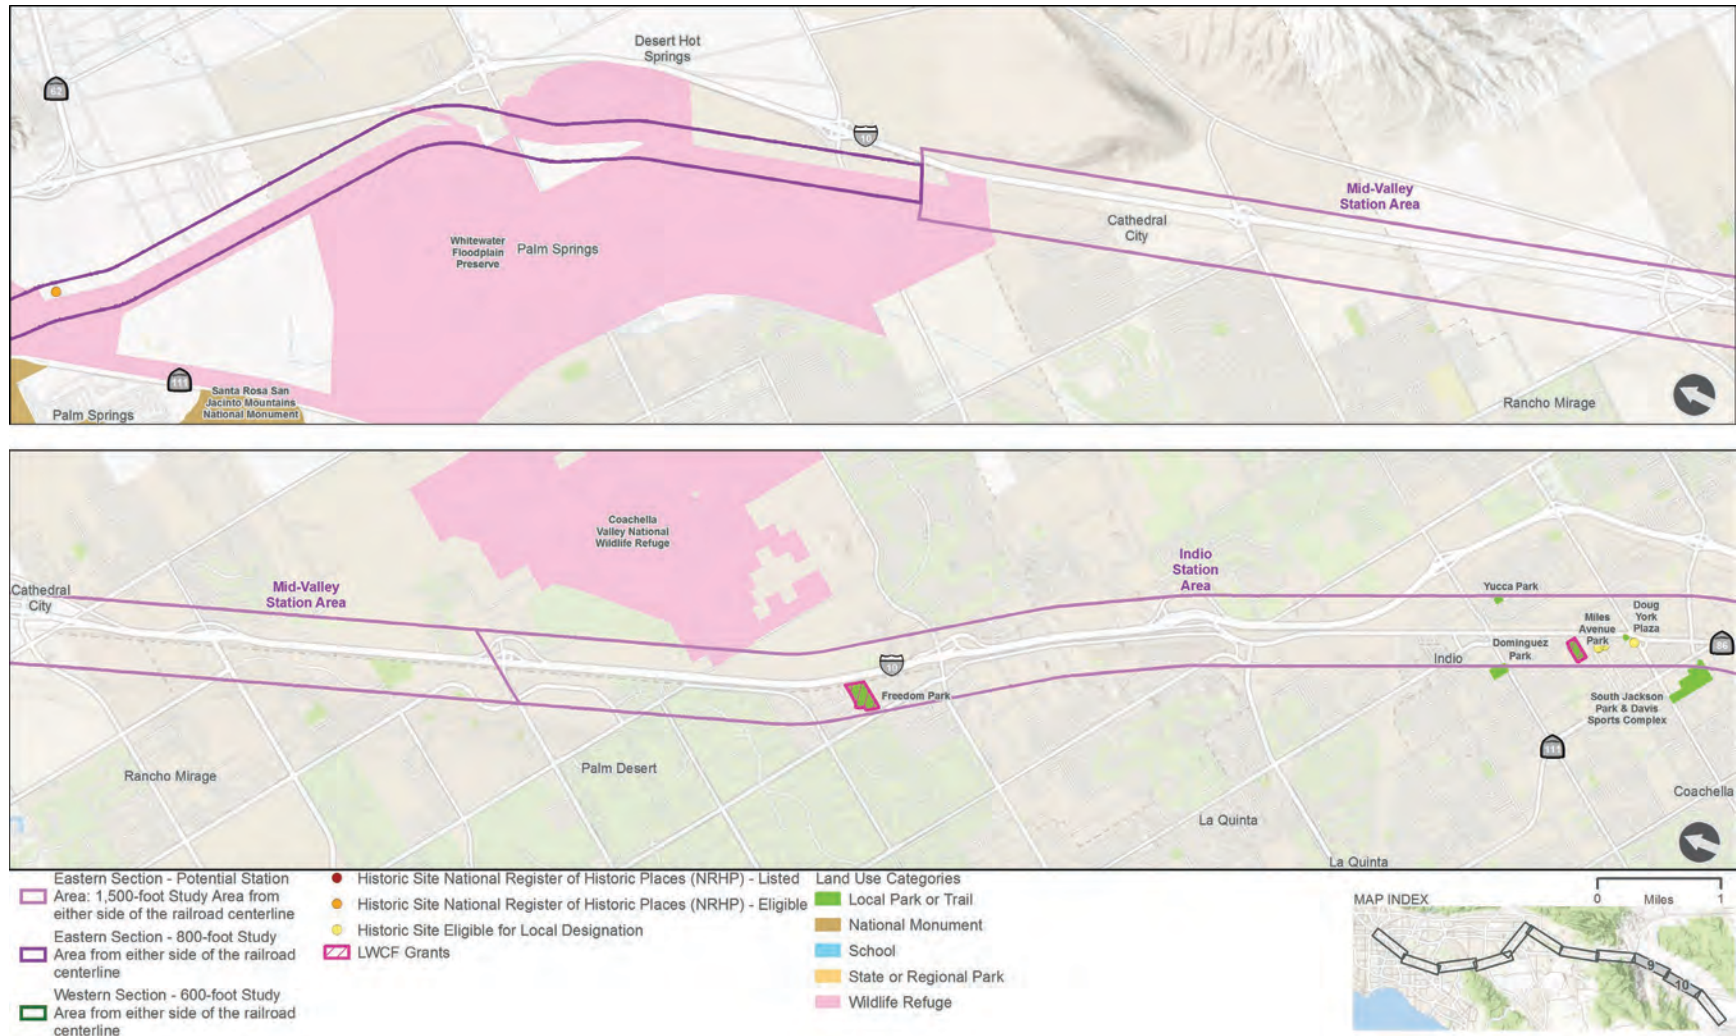 Desert Hot
Springs
62
10
Mid-Valley
Station Area
Cathedral
City
Whitewater
Floodplain
Preserve
Palm Springs
111
Santa Rosa San
Jacinto Mountains
National Monument
Palm Springs
Rancho Mirage
Coachella
Valley National
Wildlife Refuge
Cathedral
City
Mid-Valley
Station Area
Indio
Station
Area
Yucca Park
Doug
York
Plaza
Miles
Avenue
Park
Dominguez
Park
86
Indio
10
Freedom Park
South Jackson
Park & Davis
Sports Complex
111
Rancho Mirage
Palm Desert
Coachella
La Quinta
La Quinta
Eastern Section - Potential Station
Area: 1,500-foot Study Area from
either side of the railroad centerline
Eastern Section - 800-foot Study
Area from either side of the railroad
centerline
Western Section - 600-foot Study
Area from either side of the railroad
centerline
Historic Site National Register of Historic Places (NRHP) - Listed
Historic Site National Register of Historic Places (NRHP) - Eligible
Historic Site Eligible for Local Designation
LWCF Grants
Land Use Categories
Local Park or Trail
National Monument
School
State or Regional Park
Wildlife Refuge
0 Miles 1
MAP INDEX
9
10